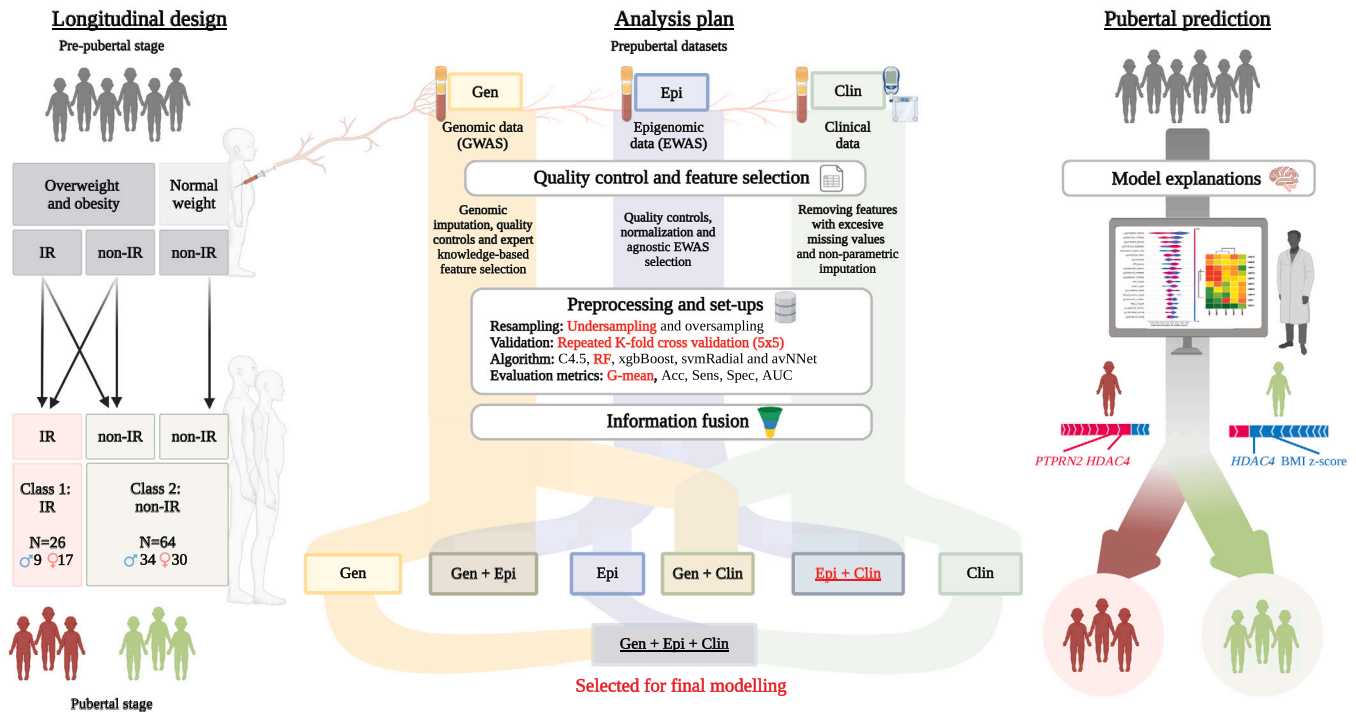 Longitudinal design
Pre-pubertal stage
Overweight
and obesity
Normal
weight
IR
non-IR
non-IR
IR
non-IR
non-IR
Class 1:
IR
N=26
♂9 ♀17
Class 2:
non-IR
N=64
♂34 ♀30
Pubertal stage
Analysis plan
Prepubertal datasets
Gen
Epi
Clin
Genomic data
(GWAS)
Epigenomic
data (EWAS)
Clinical
data
Quality control and feature selection
Genomic
imputation, quality
controls and expert
knowledge-based
feature selection
Quality controls,
normalization and
agnostic EWAS
selection
Removing features
with excesive
missing values
and non-parametric
imputation
Preprocessing and set-ups
Resampling: Undersampling and oversampling
Validation: Repeated K-fold cross validation (5x5)
Algorithm: C4.5, RF, xgbBoost, svmRadial and avNNet
Evaluation metrics: G-mean, Acc, Sens, Spec, AUC
Information fusion
Gen
Gen + Epi
Epi
Gen + Clin
Epi + Clin
Clin
Gen + Epi + Clin
Selected for final modelling
Pubertal prediction
Model explanations
PTPRN2 HDAC4
HDAC4 BMI z-score